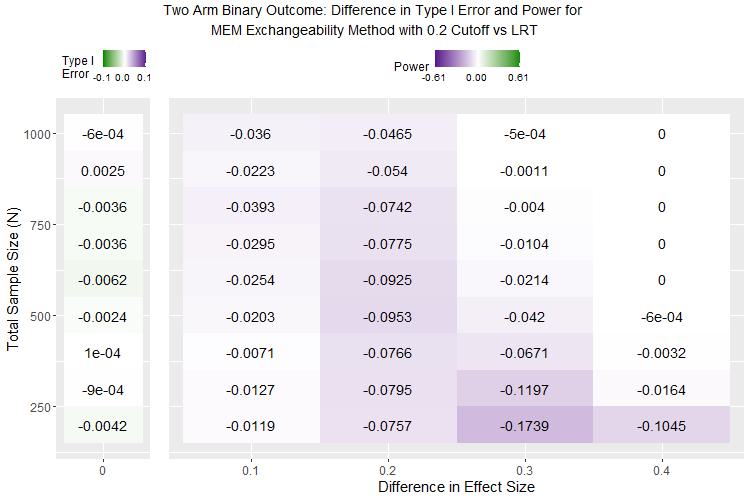 Two Arm Binary Outcome: Difference in Type I Error and Power for
MEM Exchangeability Method with 0.2 Cutoff vs LRT
Type I
Error
-0.1 0.0 0.1
Power
-0.61 0.00 0.61
Total Sample Size (N)
1000 -6e-04 -0.036 -0.0465 -5e-04 0
0.0025 -0.0223 -0.054 -0.0011 0
-0.0036 -0.0393 -0.0742 -0.004 0
750
-0.0036 -0.0295 -0.0775 -0.0104 0
-0.0062 -0.0254 -0.0925 -0.0214 0
500 -0.0024 -0.0203 -0.0953 -0.042 -6e-04
1e-04 -0.0071 -0.0766 -0.0671 -0.0032
-9e-04 -0.0127 -0.0795 -0.1197 -0.0164
250
-0.0042 -0.0119 -0.0757 -0.1739 -0.1045
0 0.1 0.2 0.3 0.4
Difference in Effect Size